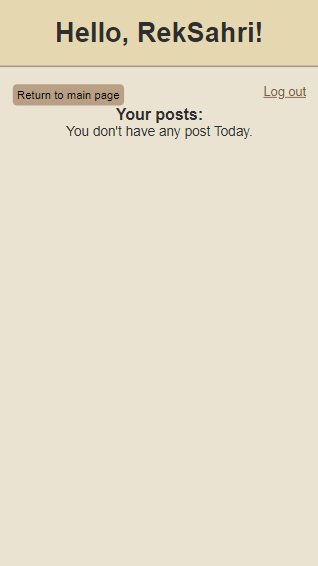 Hello, RekSahri!
Return to main page
Log out
Your posts:
You don't have any post Today.